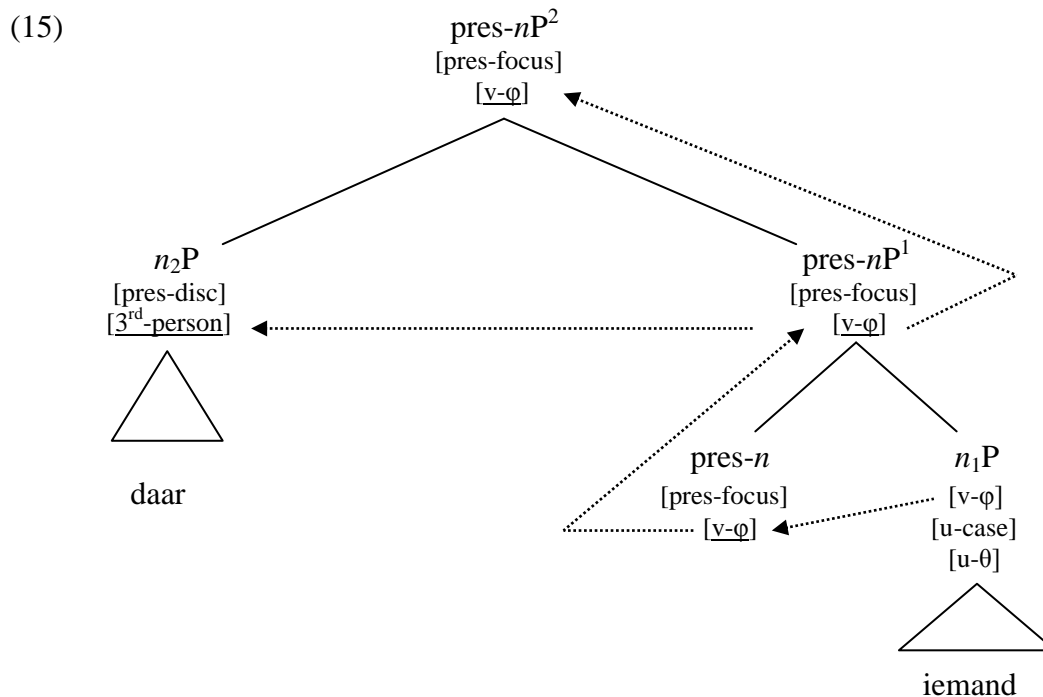 (15)
pres-nP²
[pres-focus]
[v-φ]
n₂P
[pres-disc]
[3ʳᵈ-person]
daar
pres-nP¹
[pres-focus]
[v-φ]
pres-n
[pres-focus]
[v-φ]
n₁P
[v-φ]
[u-case]
[u-θ]
iemand